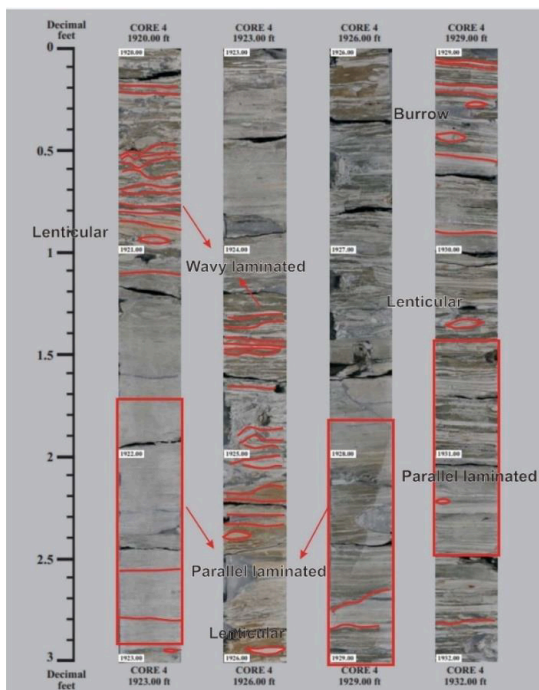 Decimal
feet
CORE 4
1920.00 FT
CORE 4
1923.00 FT
CORE 4
1926.00 FT
CORE 4
1929.00 FT
0
0.5
1
1.5
2
2.5
3
1920.00
1921.00
1922.00
1923.00
1923.00
1924.00
1925.00
1926.00
1926.00
1927.00
1928.00
1929.00
1929.00
1930.00
1931.00
1932.00
Burrow
Lenticular
Wavy laminated
Lenticular
Parallel laminated
Parallel laminated
Lenticular
Decimal
feet
CORE 4
1923.00 FT
CORE 4
1926.00 FT
CORE 4
1929.00 FT
CORE 4
1932.00 FT